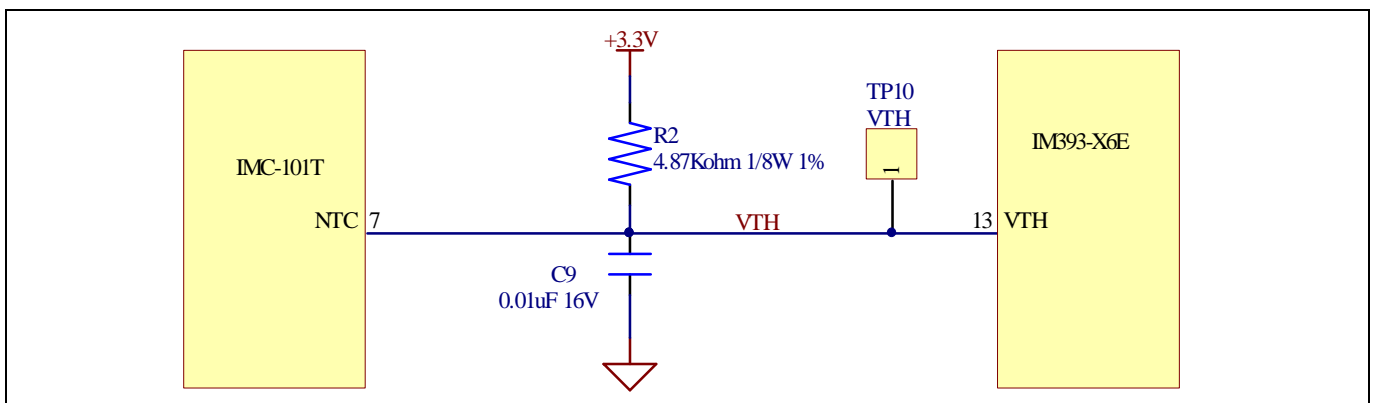 +3.3V
TP10
VTH
R2
4.87Kohm 1/8W 1%
IMC-101T
IM393-X6E
1
NTC 7
VTH
13 VTH
C9
0.01uF 16V